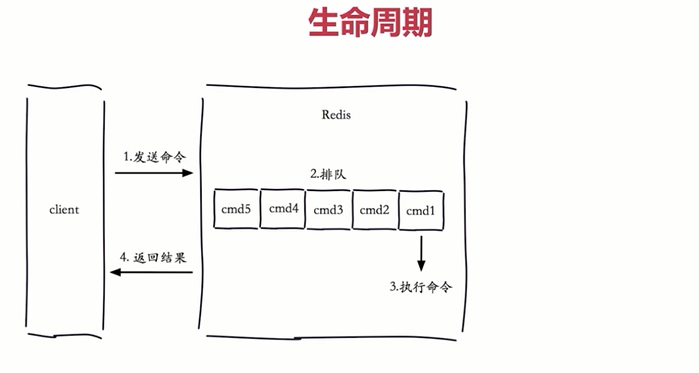 生命周期
Redis
1.发送命令
2.排队
client
cmd5 cmd4 cmd3 cmd2 cmd1
4. 返回结果
3.执行命令